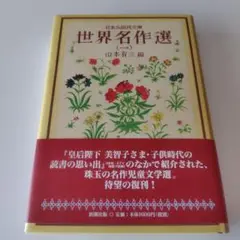 日本少国民文庫
世界名作選
(一)
山本有三 編
『皇后陛下 美智子さま・子供時代の
読書の思い出』のなかで紹介された、
珠玉の名作児童文学選。
待望の復刊!